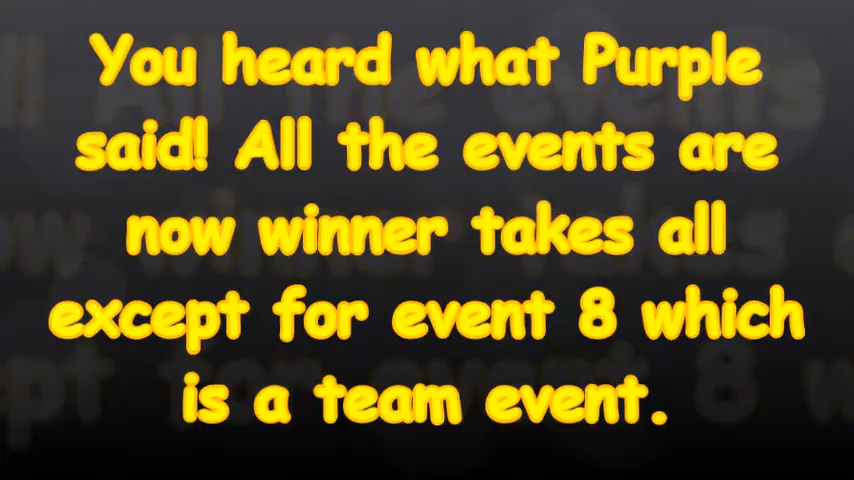 You heard what Purple
said! All the events are
now winner takes all
except for event 8 which
is a team event.